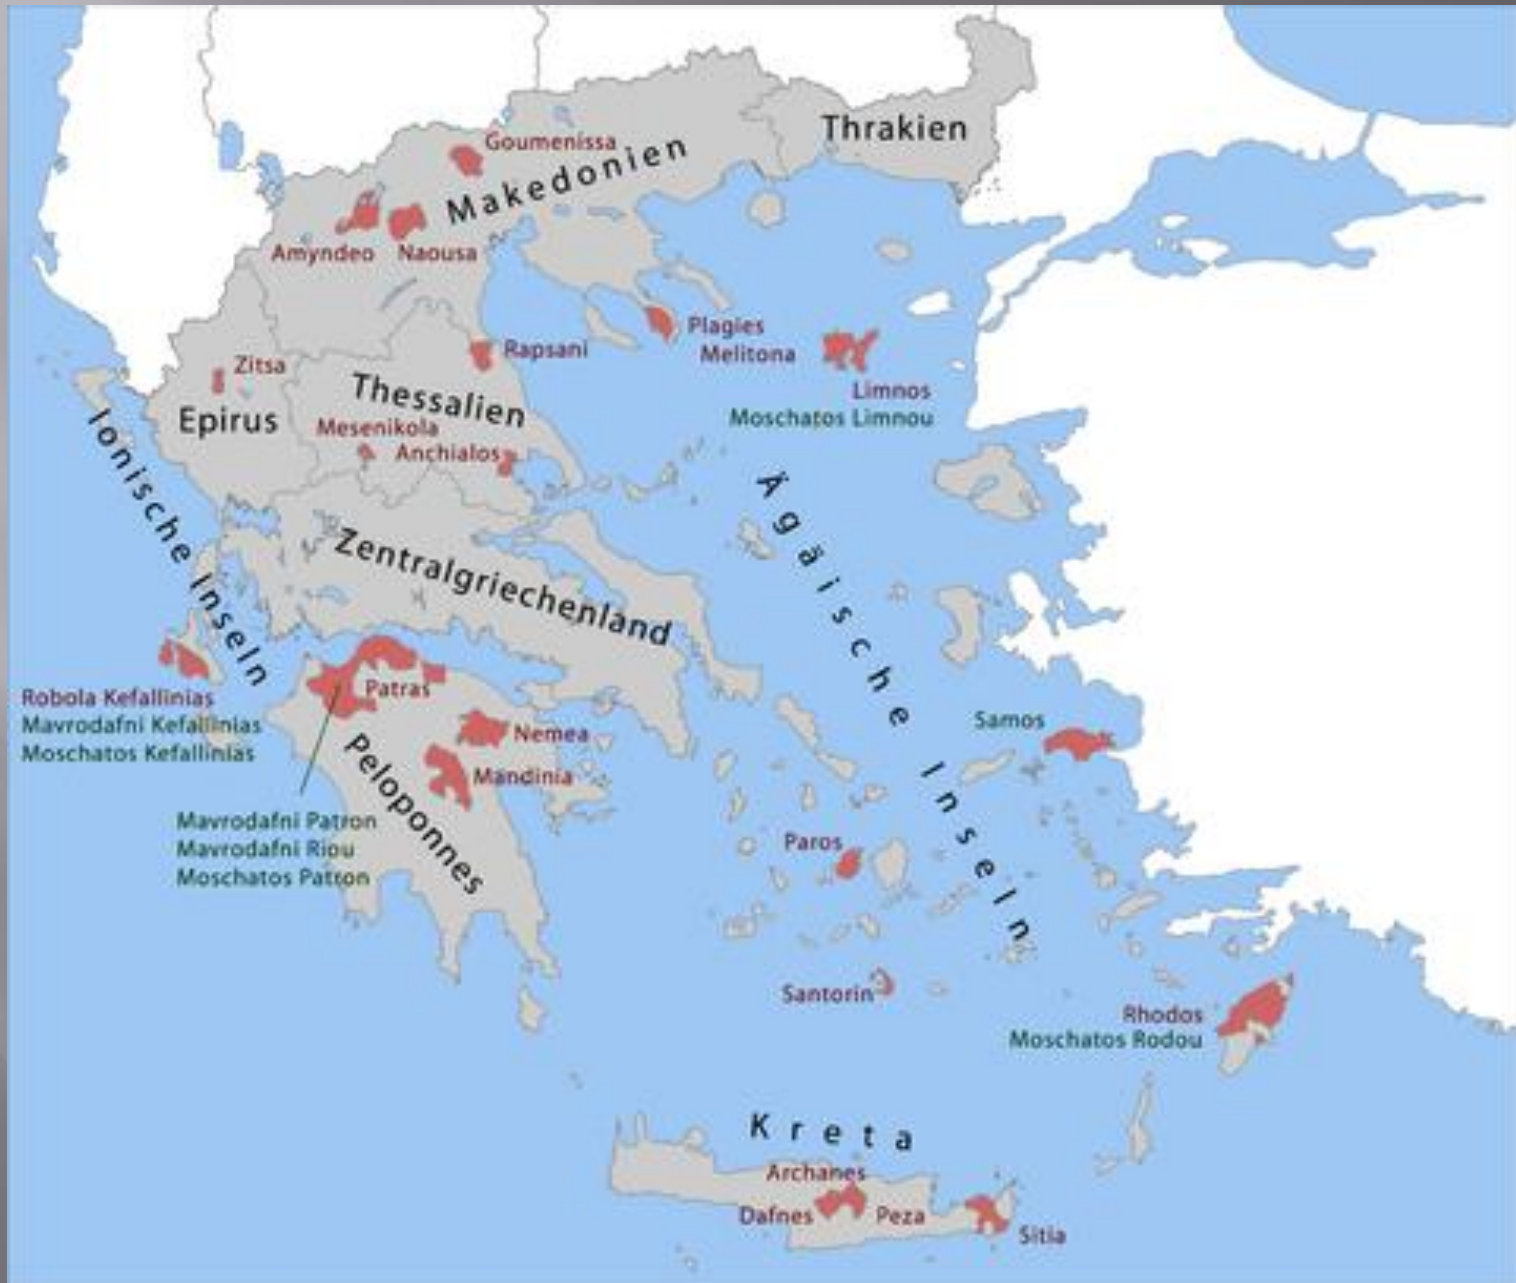 Thrakien
Goumenissa
Makedonien
Amyndeo
Naousa
Plagies
Melitona
Rapsani
Zitsa
Limnos
Moschatos Limnou
Thessalien
Epirus
Mesenikola
Anchialos
Ionische Inseln
Ägäische Inseln
Zentralgriechenland
Robola Kefallinias
Mavrodafni Kefallinias
Moschatos Kefallinias
Patras
Nemea
Samos
Peloponnes
Mandinia
Mavrodafni Patron
Mavrodafni Riou
Moschatos Patron
Paros
Santorin
Rhodos
Moschatos Rodou
Kreta
Archanes
Dafnes
Peza
Sitia